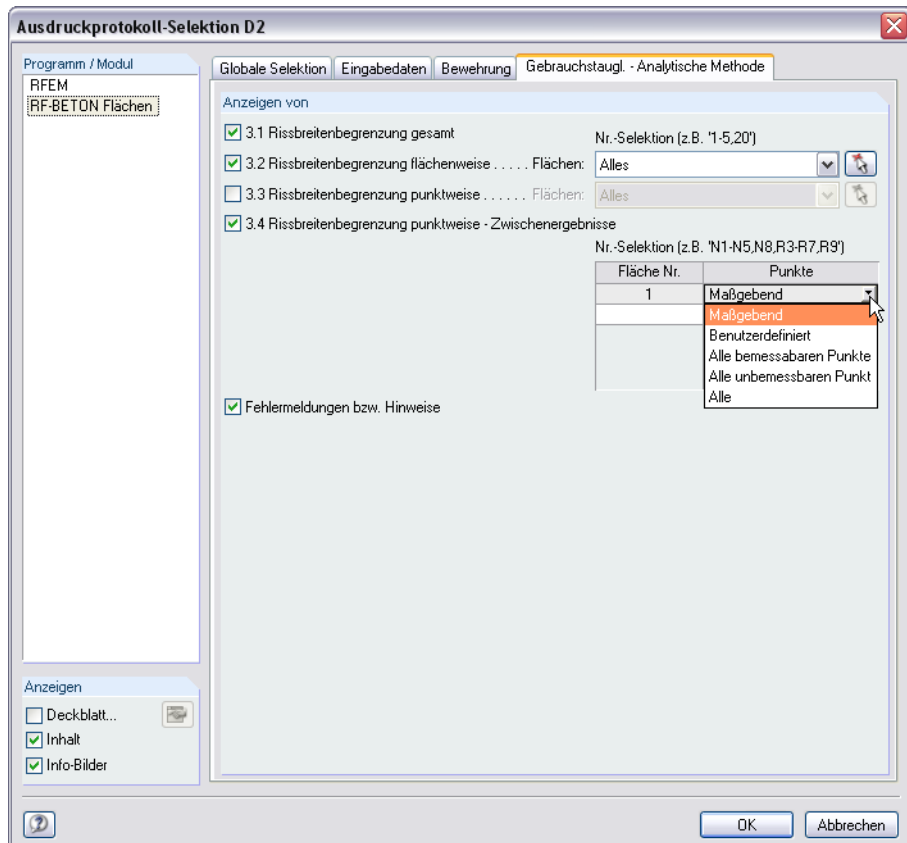 Ausdruckprotokoll-Selektion D2
Programm / Modul
RFEM
RF-BETON Flächen
Globale Selektion
Eingabedaten
Bewehrung
Gebrauchstaugl. - Analytische Methode
Anzeigen von
3.1 Rissbreitenbegrenzung gesamt
Nr.-Selektion (z.B. '1-5,20')
3.2 Rissbreitenbegrenzung flächenweise . . . . . Flächen: Alles
3.3 Rissbreitenbegrenzung punktweise . . . . . . Flächen: Alles
3.4 Rissbreitenbegrenzung punktweise - Zwischenergebnisse
Nr.-Selektion (z.B. 'N1-N5,N8,R3-R7,R9')
Fläche Nr. Punkte
1 Maßgebend
Maßgebend
Benutzerdefiniert
Alle bemessabaren Punkte
Alle unbemessbaren Punkt
Alle
Fehlermeldungen bzw. Hinweise
Anzeigen
Deckblatt...
Inhalt
Info-Bilder
OK
Abbrechen